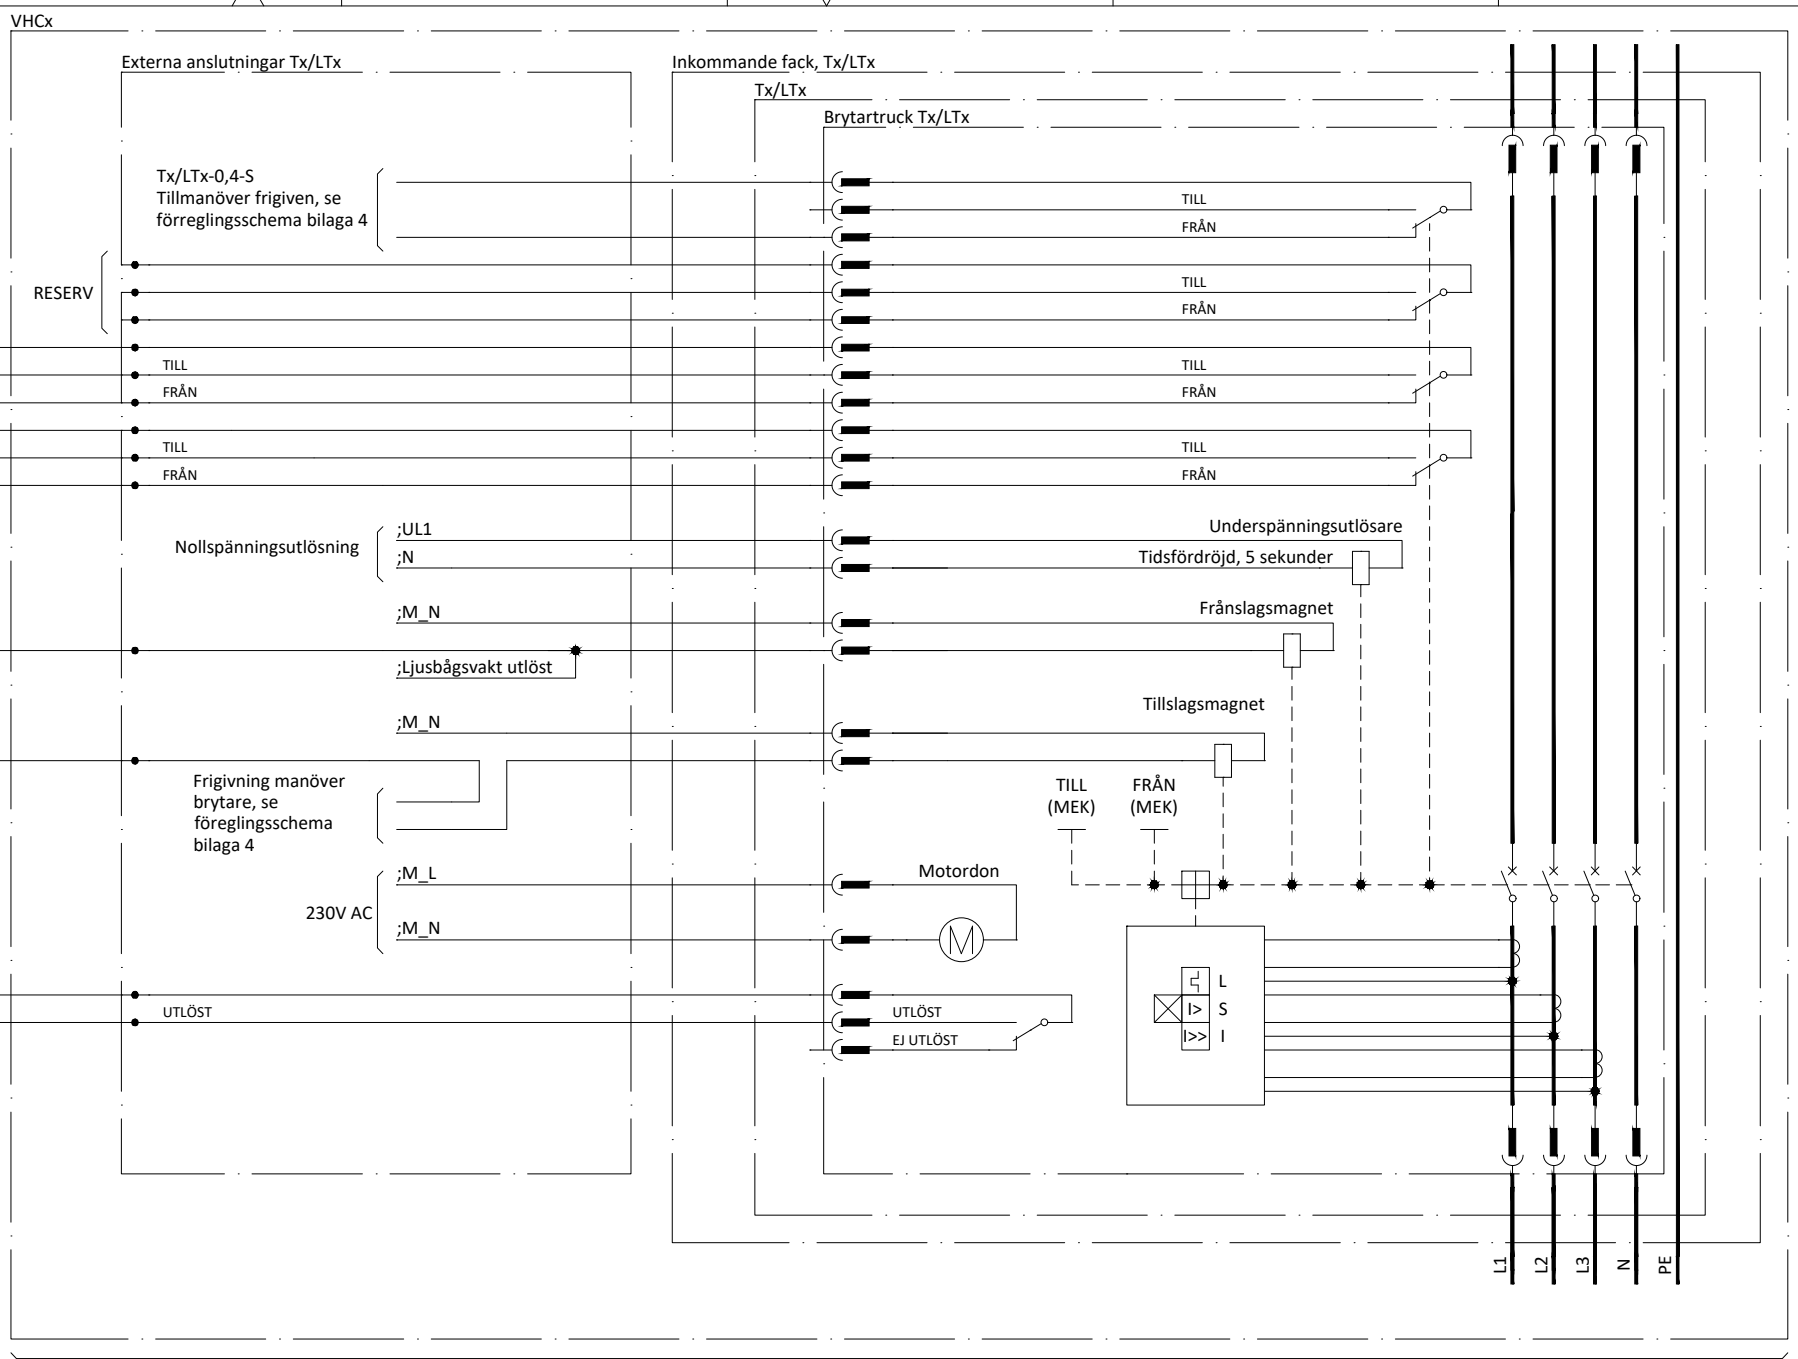 VHCx
Externa anslutningar Tx/LTx
Inkommande fack, Tx/LTx
Tx/LTx
Brytartruck Tx/LTx
Tx/LTx-0,4-S
Tillmanöver frigiven, se
förreglingsschema bilaga 4
TILL
FRÅN
RESERV
TILL
FRÅN
TILL
FRÅN
TILL
FRÅN
TILL
FRÅN
TILL
FRÅN
Nollspänningsutlösning
;UL1
;N
Underspänningsutlösare
Tidsfördröjd, 5 sekunder
;M_N
Frånslagsmagnet
;Ljusbågsvakt utlöst
;M_N
Tillslagsmagnet
Frigivning manöver
brytare, se
föreglingsschema
bilaga 4
TILL
(MEK)
FRÅN
(MEK)
230V AC
;M_L
;M_N
Motordon
M
UTLÖST
UTLÖST
EJ UTLÖST
L
I> S
I>> I
L1
L2
L3
N
PE